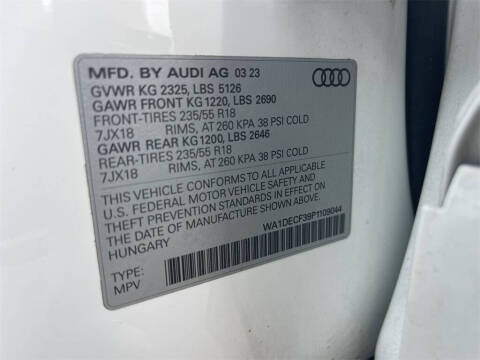 MFD. BY AUDI AG 03 23
GVWR KG 2325, LBS 5126
GAWR FRONT KG1220, LBS 2690
FRONT-TIRES 235/55 R18
7JX18 RIMS, AT 260 KPA 38 PSI COLD
GAWR REAR KG1200, LBS 2646
REAR-TIRES 235/55 R18
7JX18 RIMS, AT 260 KPA 38 PSI COLD
THIS VEHICLE CONFORMS TO ALL APPLICABLE
U.S. FEDERAL MOTOR VEHICLE SAFETY AND
THEFT PREVENTION STANDARDS IN EFFECT ON
THE DATE OF MANUFACTURE SHOWN ABOVE.
HUNGARY WA1DECF39P1109044
TYPE:
MPV